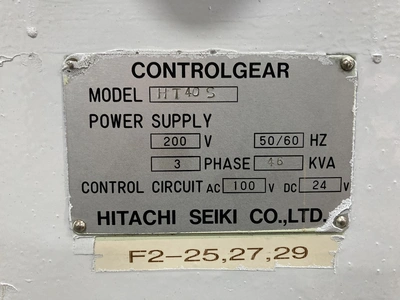 CONTROLGEAR
MODEL HT40S
POWER SUPPLY
200 V 50/60 HZ
3 PHASE 46 KVA
CONTROL CIRCUIT AC 100 V DC 24 V
HITACHI SEIKI CO.,LTD.
F2-25,27,29